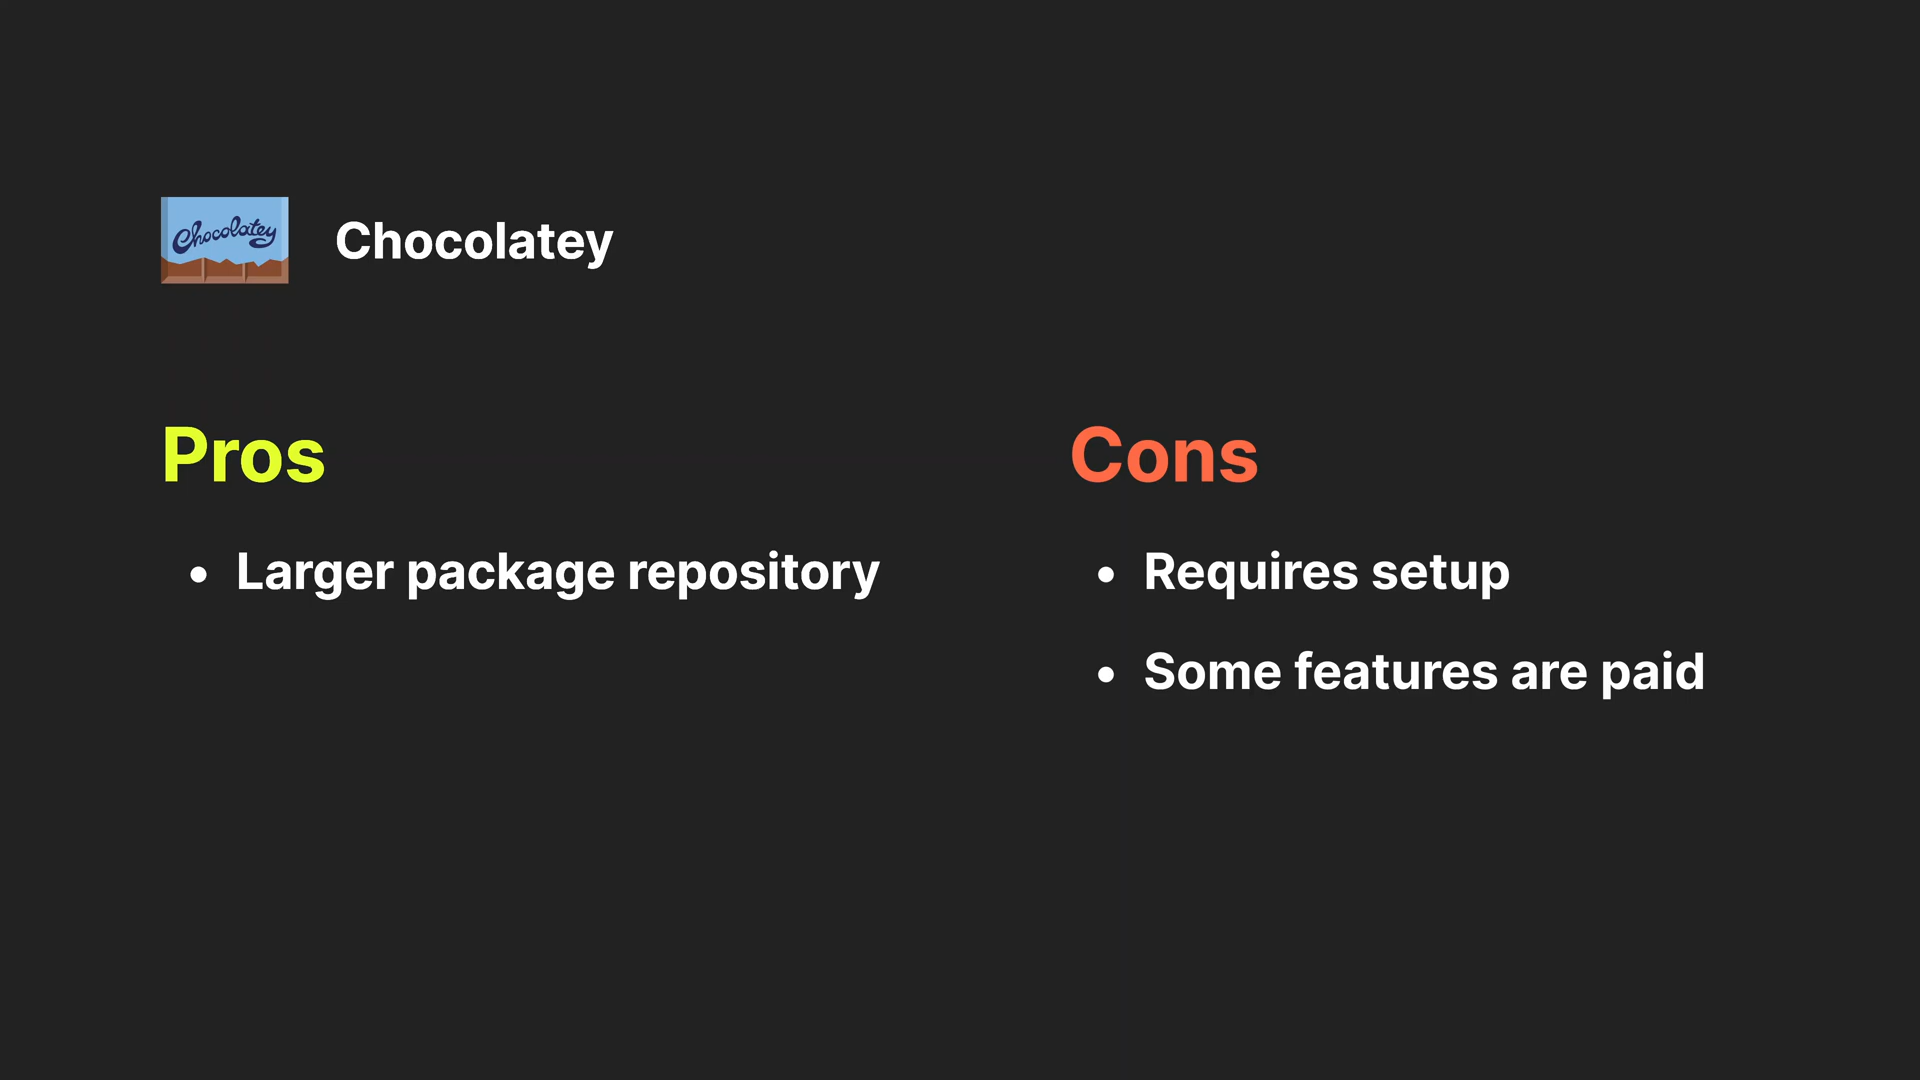 Chocolatey
Chocolatey
Pros
Cons
• Larger package repository
• Requires setup
• Some features are paid